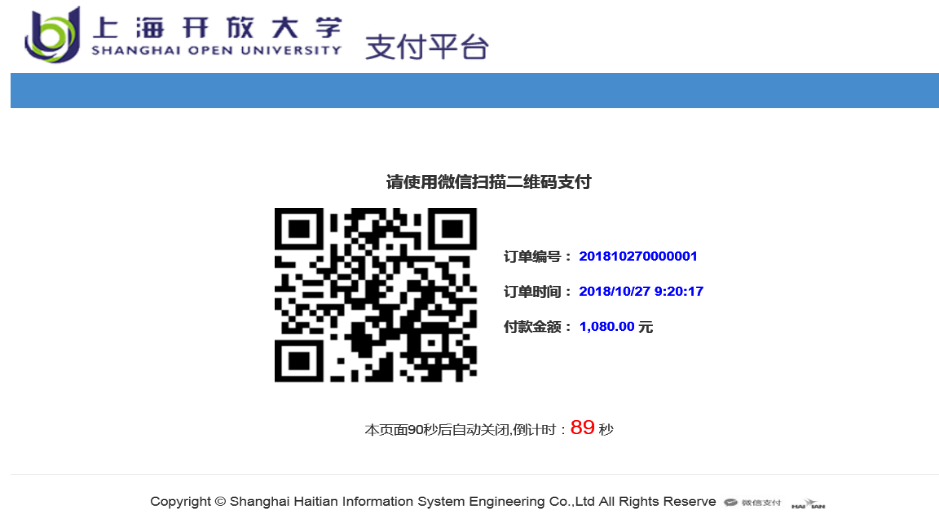 上海开放大学
SHANGHAI OPEN UNIVERSITY
支付平台
请使用微信扫描二维码支付
订单编号： 201810270000001
订单时间： 2018/10/27 9:20:17
付款金额： 1,080.00 元
本页面90秒后自动关闭,倒计时：89 秒
Copyright © Shanghai Haitian Information System Engineering Co.,Ltd All Rights Reserve 微信支付 HAITIAN